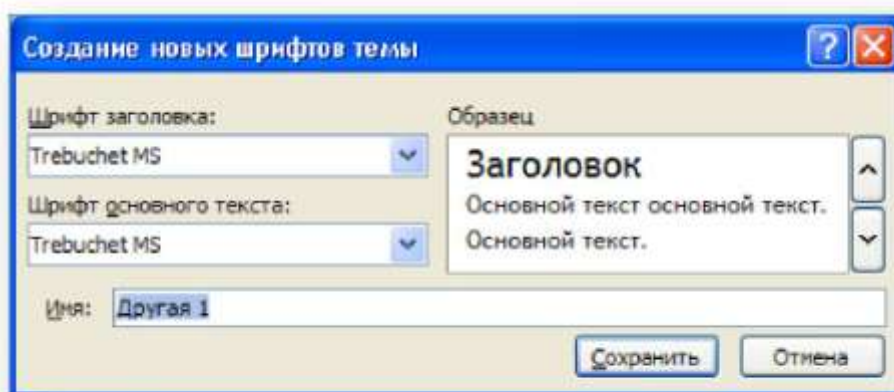 Создание новых шрифтов темы
Шрифт заголовка:
Trebuchet MS
Шрифт основного текста:
Trebuchet MS
Образец
Заголовок
Основной текст основной текст.
Основной текст.
Имя: Другая 1
Сохранить Отмена